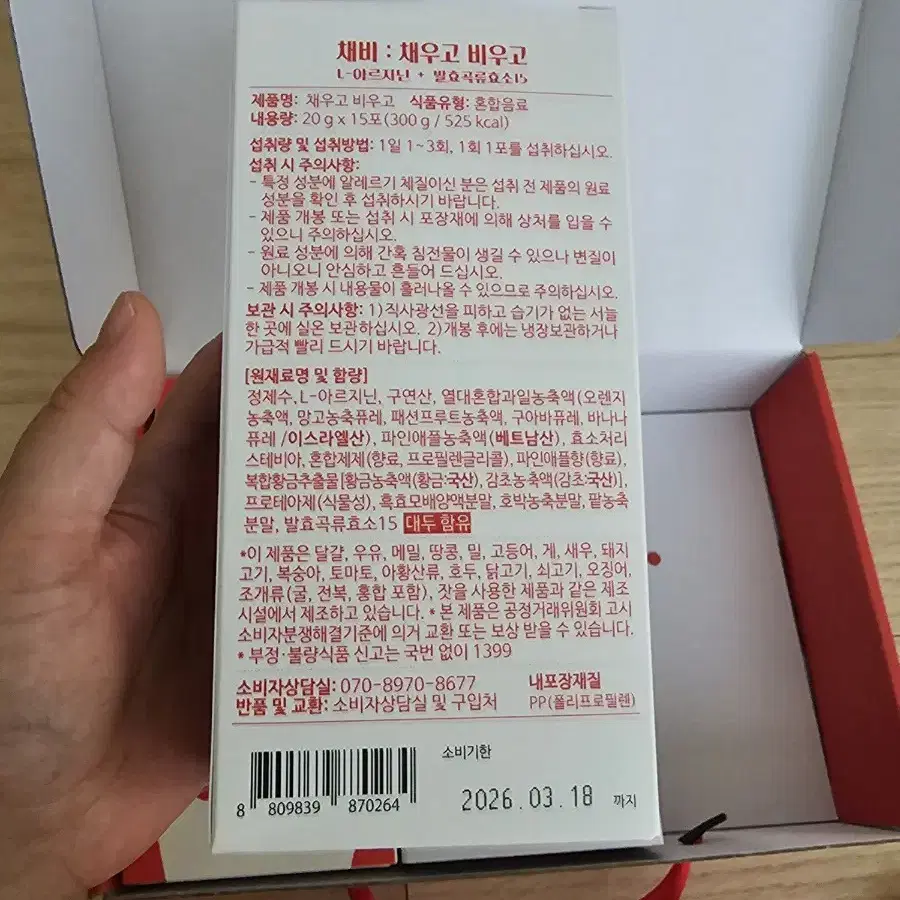 채비 : 채우고 비우고
L-아르지닌 + 발효곡류효소15
제품명: 채우고 비우고 식품유형: 혼합음료
내용량: 20 g x 15포(300 g / 525 kcal)
섭취량 및 섭취방법: 1일 1~3회, 1회 1포를 섭취하십시오.
섭취 시 주의사항:
- 특정 성분에 알레르기 체질이신 분은 섭취 전 제품의 원료
성분을 확인 후 섭취하시기 바랍니다.
- 제품 개봉 또는 섭취 시 포장재에 의해 상처를 입을 수
있으니 주의하십시오.
- 원료 성분에 의해 간혹 침전물이 생길 수 있으나 변질이
아니오니 안심하고 흔들어 드십시오.
- 제품 개봉 시 내용물이 흘러나올 수 있으므로 주의하십시오.
보관 시 주의사항: 1)직사광선을 피하고 습기가 없는 서늘
한 곳에 실온 보관하십시오. 2)개봉 후에는 냉장보관하거나
가급적 빨리 드시기 바랍니다.
[원재료명 및 함량]
정제수, L-아르지닌, 구연산, 열대혼합과일농축액(오렌지
농축액, 망고농축퓨레, 패션프루트농축액, 구아바퓨레, 바나나
퓨레 /이스라엘산), 파인애플농축액(베트남산), 효소처리
스테비아, 혼합제제(향료, 프로필렌글리콜), 파인애플향(향료),
복합황금추출물[황금농축액(황금:국산), 감초농축액(감초:국산)],
프로테아제(식물성), 흑효모배양액분말, 호박농축분말, 팥농축
분말, 발효곡류효소15 대두 함유
*이 제품은 달걀, 우유, 메밀, 땅콩, 밀, 고등어, 게, 새우, 돼지
고기, 복숭아, 토마토, 아황산류, 호두, 닭고기, 쇠고기, 오징어,
조개류(굴, 전복, 홍합 포함), 잣을 사용한 제품과 같은 제조
시설에서 제조하고 있습니다. * 본 제품은 공정거래위원회 고시
소비자분쟁해결기준에 의거 교환 또는 보상 받을 수 있습니다.
* 부정·불량식품 신고는 국번 없이 1399
소비자상담실: 070-8970-8677 내포장재질
반품 및 교환: 소비자상담실 및 구입처 PP(폴리프로필렌)
소비기한
8 809839 870264
2026.03.18 까지